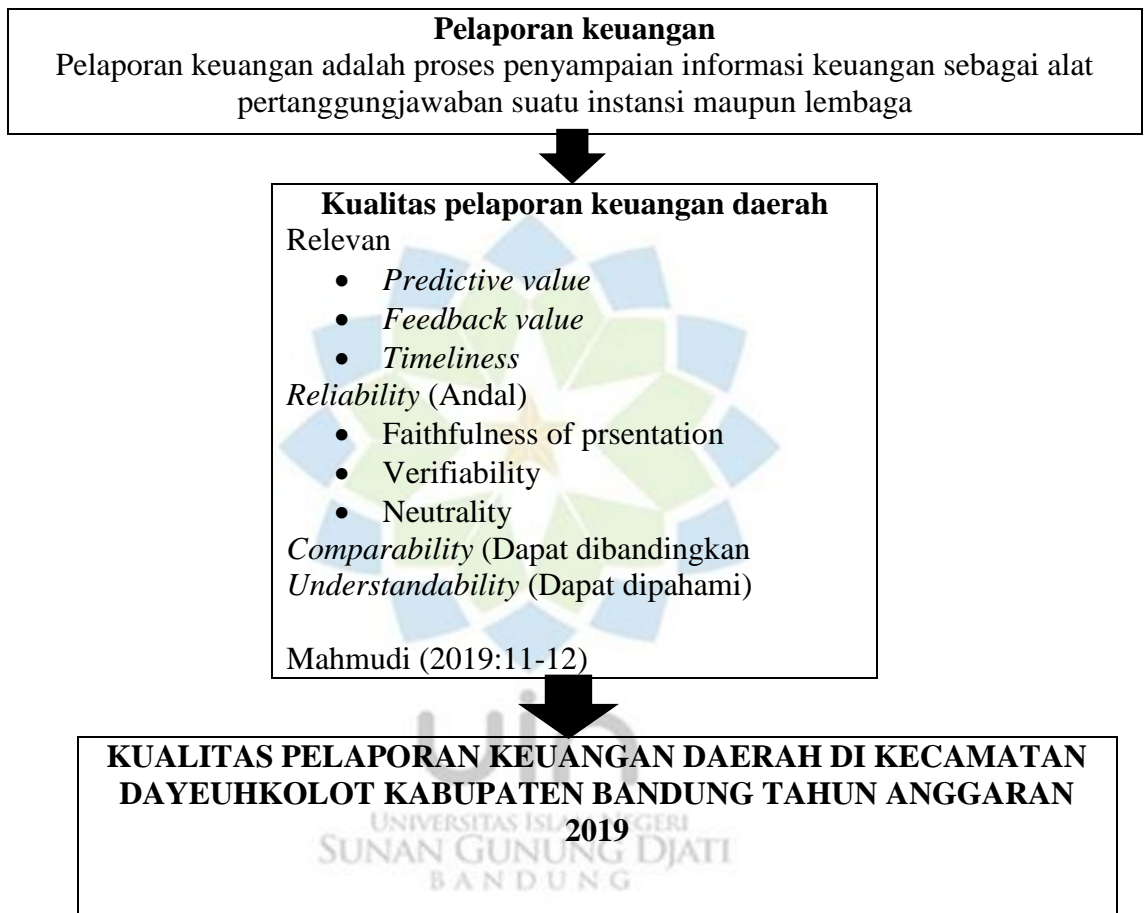 Pelaporan keuangan
Pelaporan keuangan adalah proses penyampaian informasi keuangan sebagai alat
pertanggungjawaban suatu instansi maupun lembaga
Kualitas pelaporan keuangan daerah
Relevan
• Predictive value
• Feedback value
• Timeliness
Reliability (Andal)
• Faithfulness of prsentation
• Verifiability
• Neutrality
Comparability (Dapat dibandingkan
Understandability (Dapat dipahami)
Mahmudi (2019:11-12)
uin
KUALITAS PELAPORAN KEUANGAN DAERAH DI KECAMATAN
DAYEUHKOLOT KABUPATEN BANDUNG TAHUN ANGGARAN
2019
UNIVERSITAS ISLAM NEGERI
SUNAN GUNUNG DJATI
BANDUNG